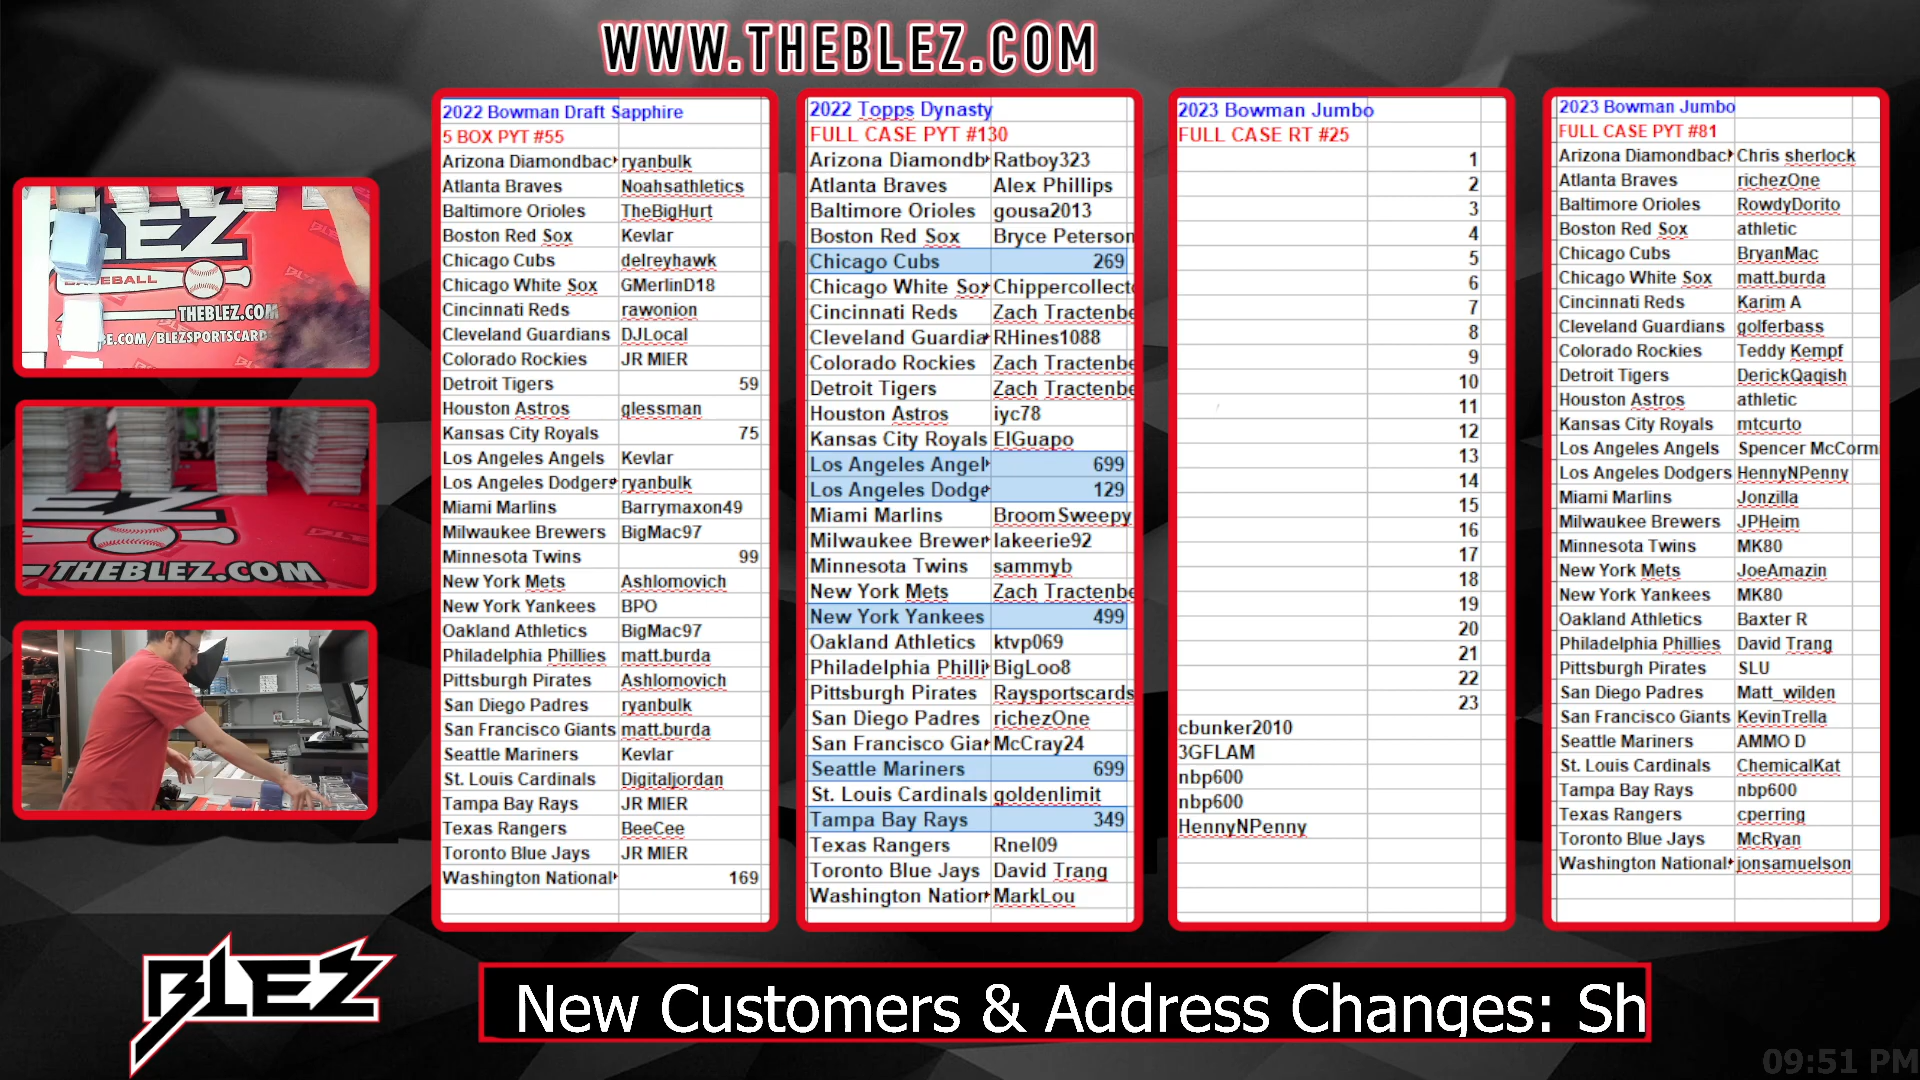 WWW.THEBLEZ.COM
2022 Bowman Draft Sapphire
5 BOX PYT #55
Arizona Diamondbac ryanbulk
Atlanta Braves Noahsathletics
Baltimore Orioles TheBigHurt
Boston Red Sox Kevlar
Chicago Cubs delreyhawk
Chicago White Sox GMerlinD18
Cincinnati Reds rawonion
Cleveland Guardians DJLocal
Colorado Rockies JR MIER
Detroit Tigers 59
Houston Astros glessman
Kansas City Royals 75
Los Angeles Angels Kevlar
Los Angeles Dodgers ryanbulk
Miami Marlins Barrymaxon49
Milwaukee Brewers BigMac97
Minnesota Twins 99
New York Mets Ashlomovich
New York Yankees BPO
Oakland Athletics BigMac97
Philadelphia Phillies matt.burda
Pittsburgh Pirates Ashlomovich
San Diego Padres ryanbulk
San Francisco Giants matt.burda
Seattle Mariners Kevlar
St. Louis Cardinals Digitaljordan
Tampa Bay Rays JR MIER
Texas Rangers BeeCee
Toronto Blue Jays JR MIER
Washington National 169
2022 Topps Dynasty
FULL CASE PYT #130
Arizona Diamondb Ratboy323
Atlanta Braves Alex Phillips
Baltimore Orioles gousa2013
Boston Red Sox Bryce Peterson
Chicago Cubs 269
Chicago White Sox Chippercollect
Cincinnati Reds Zach Tractenbe
Cleveland Guardia RHines1088
Colorado Rockies Zach Tractenbe
Detroit Tigers Zach Tractenbe
Houston Astros iyc78
Kansas City Royals ElGuapo
Los Angeles Angel 699
Los Angeles Dodge 129
Miami Marlins BroomSweepy
Milwaukee Brewer lakeerie92
Minnesota Twins sammyb
New York Mets Zach Tractenbe
New York Yankees 499
Oakland Athletics ktvp069
Philadelphia Philli BigLoo8
Pittsburgh Pirates Raysportscards
San Diego Padres richezOne
San Francisco Gia McCray24
Seattle Mariners 699
St. Louis Cardinals goldenlimit
Tampa Bay Rays 349
Texas Rangers Rnel09
Toronto Blue Jays David Trang
Washington Nation MarkLou
2023 Bowman Jumbo
FULL CASE RT #25
1
2
3
4
5
6
7
8
9
10
11
12
13
14
15
16
17
18
19
20
21
22
23
cbunker2010
3GFLAM
nbp600
nbp600
HennyNPenny
2023 Bowman Jumbo
FULL CASE PYT #81
Arizona Diamondbac Chris sherlock
Atlanta Braves richezOne
Baltimore Orioles RowdyDorito
Boston Red Sox athletic
Chicago Cubs BryanMac
Chicago White Sox matt.burda
Cincinnati Reds Karim A
Cleveland Guardians golferbass
Colorado Rockies Teddy Kempf
Detroit Tigers DerickQaqish
Houston Astros athletic
Kansas City Royals mtcurto
Los Angeles Angels Spencer McCorm
Los Angeles Dodgers HennyNPenny
Miami Marlins Jonzilla
Milwaukee Brewers JPHeim
Minnesota Twins MK80
New York Mets JoeAmazin
New York Yankees MK80
Oakland Athletics Baxter R
Philadelphia Phillies David Trang
Pittsburgh Pirates SLU
San Diego Padres Matt_wilden
San Francisco Giants KevinTrella
Seattle Mariners AMMO D
St. Louis Cardinals ChemicalKat
Tampa Bay Rays nbp600
Texas Rangers cperring
Toronto Blue Jays McRyan
Washington National jonsamuelson
BASEBALL
THEBLEZ.COM
BE.COM/BLEZSPORTSCARD
THEBLEZ.COM
BLEZ
New Customers & Address Changes: Sh
09:51 PM